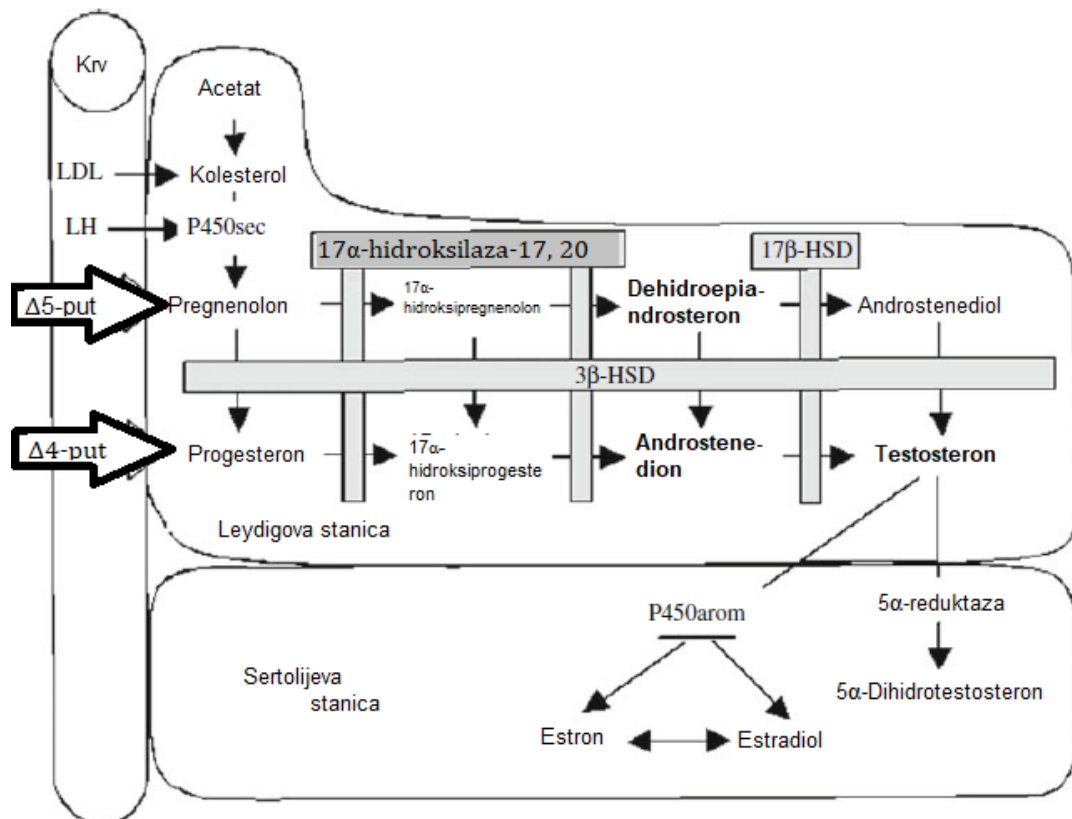 Krv
Acetat
LDL
Kolesterol
LH
P450sec
17α-hidroksilaza-17, 20
17β-HSD
Δ5-put
Pregnenolon
17α-
hidroksipregnenolon
Dehidroepia-
ndrosteron
Androstenediol
3β-HSD
Δ4-put
Progesteron
17α-
hidroksiprogeste
ron
Androstene-
dion
Testosteron
Leydigova stanica
P450arom
5α-reduktaza
Sertolijeva
stanica
5α-Dihidrotestosteron
Estron
Estradiol